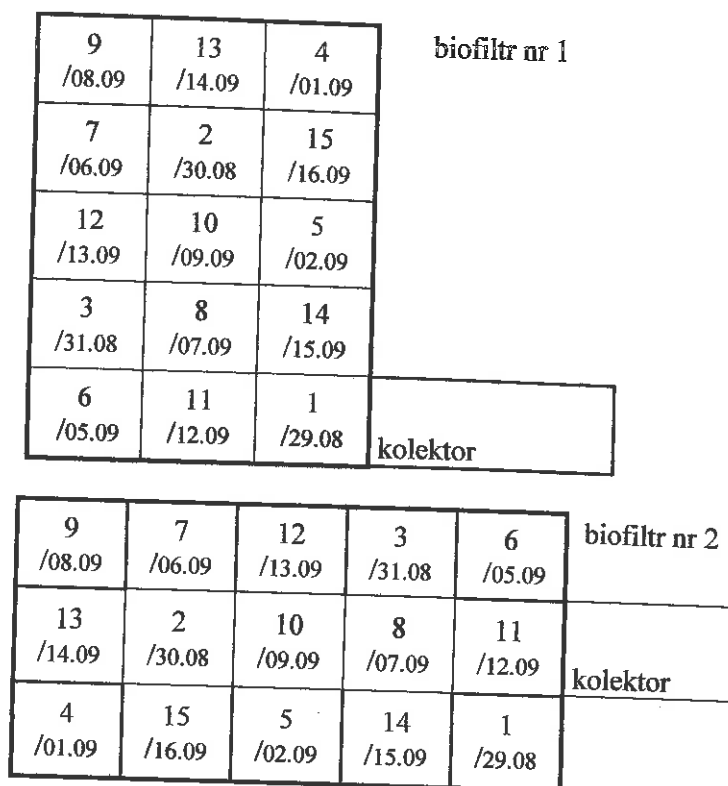 9 13 4 biofiltr nr 1
/08.09 /14.09 /01.09
7 2 15
/06.09 /30.08 /16.09
12 10 5
/13.09 /09.09 /02.09
3 8 14
/31.08 /07.09 /15.09
6 11 1
/05.09 /12.09 /29.08 kolektor
9 7 12 3 6 biofiltr nr 2
/08.09 /06.09 /13.09 /31.08 /05.09
13 2 10 8 11
/14.09 /30.08 /09.09 /07.09 /12.09 kolektor
4 15 5 14 1
/01.09 /16.09 /02.09 /15.09 /29.08